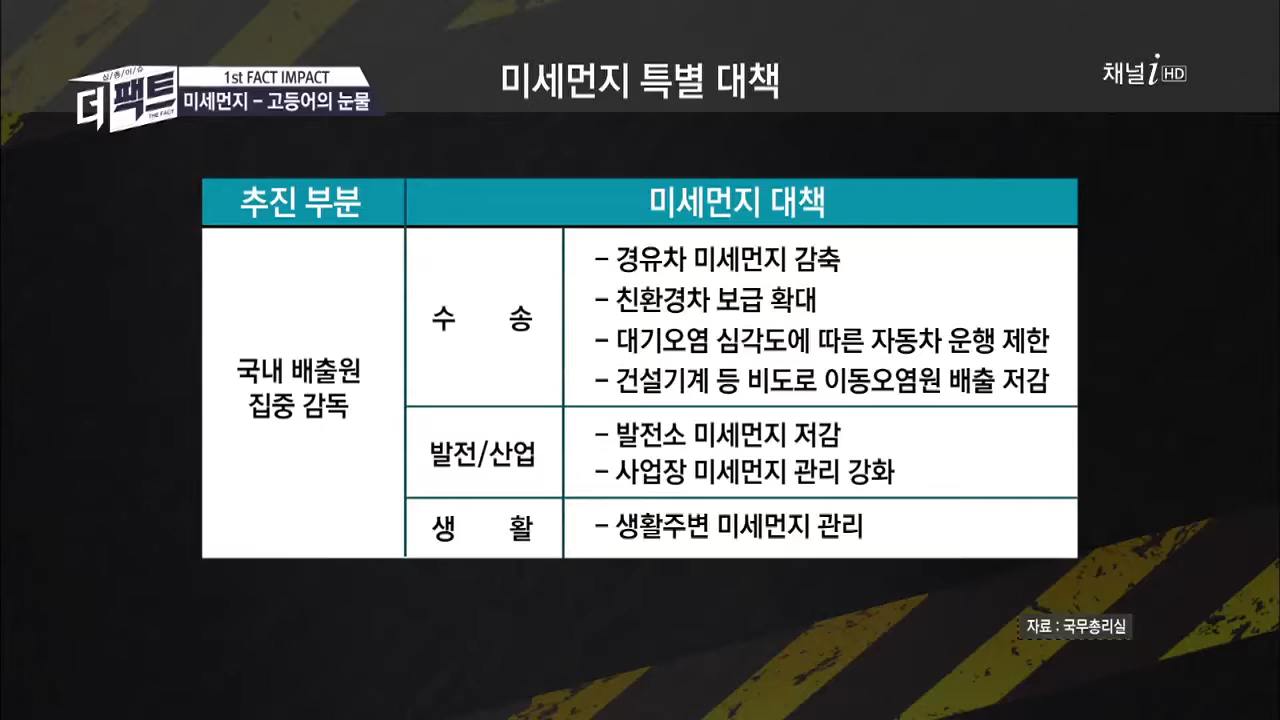 심/층/이/슈
더 팩트
THE FACT
1st FACT IMPACT
미세먼지 – 고등어의 눈물
미세먼지 특별 대책
채널i HD
추진 부분
미세먼지 대책
국내 배출원
집중 감독
수 송
– 경유차 미세먼지 감축
– 친환경차 보급 확대
– 대기오염 심각도에 따른 자동차 운행 제한
– 건설기계 등 비도로 이동오염원 배출 저감
발전/산업
– 발전소 미세먼지 저감
– 사업장 미세먼지 관리 강화
생 활
– 생활주변 미세먼지 관리
자료 : 국무총리실